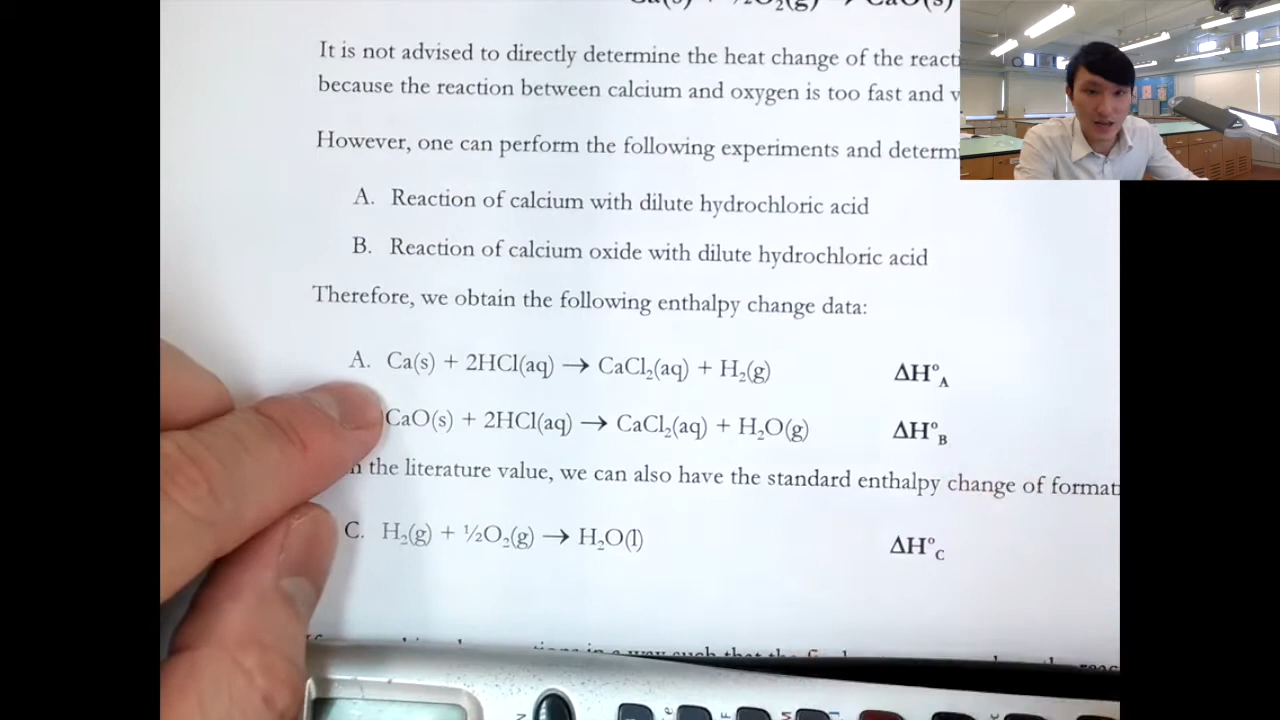 Ca(s) + ½O₂(g) → CaO(s)
It is not advised to directly determine the heat change of the
because the reaction between calcium and oxygen is too fast and
However, one can perform the following experiments and
A. Reaction of calcium with dilute hydrochloric acid
B. Reaction of calcium oxide with dilute hydrochloric acid
Therefore, we obtain the following enthalpy change data:
A. Ca(s) + 2HCl(aq) → CaCl₂(aq) + H₂(g) ΔH°A
CaO(s) + 2HCl(aq) → CaCl₂(aq) + H₂O(g) ΔH°B
the literature value, we can also have the standard enthalpy change of
C. H₂(g) + ½O₂(g) → H₂O(l) ΔH°C